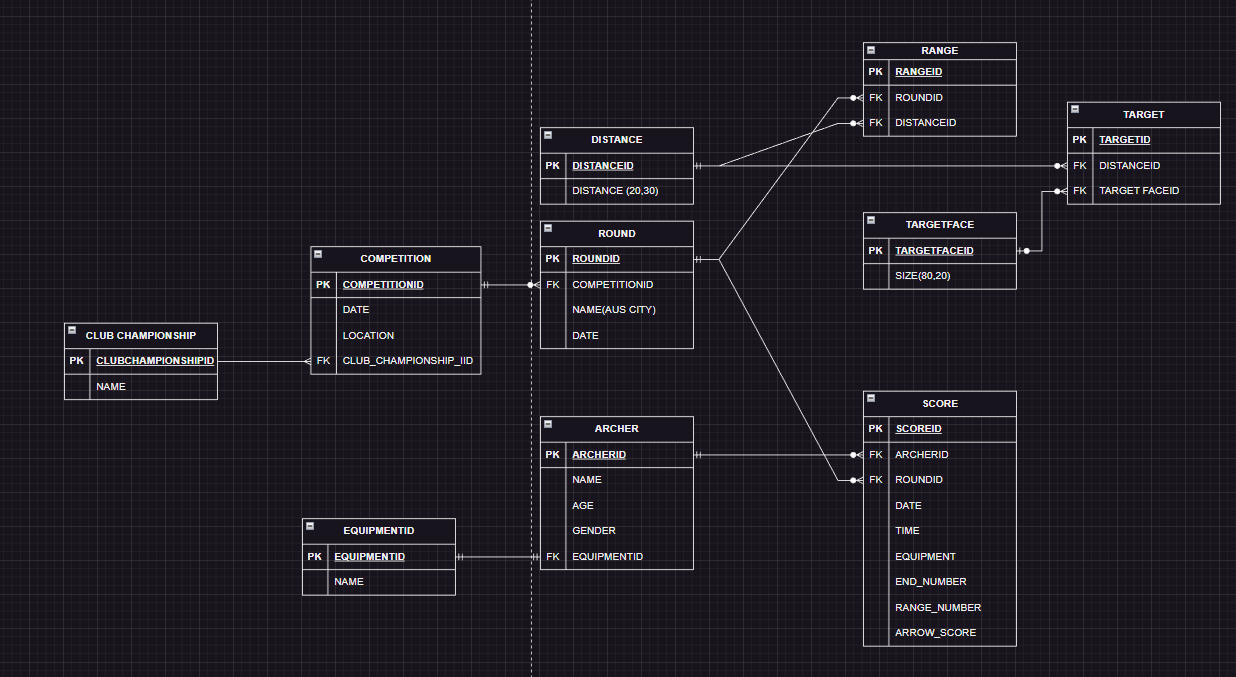 RANGE
PK RANGEID
FK ROUNDID
FK DISTANCEID
TARGET
PK TARGETID
FK DISTANCEID
FK TARGET FACEID
DISTANCE
PK DISTANCEID
DISTANCE (20,30)
TARGETFACE
PK TARGETFACEID
SIZE(80,20)
ROUND
PK ROUNDID
FK COMPETITIONID
NAME(AUS CITY)
DATE
COMPETITION
PK COMPETITIONID
DATE
LOCATION
FK CLUB_CHAMPIONSHIP_IID
CLUB CHAMPIONSHIP
PK CLUBCHAMPIONSHIPID
NAME
SCORE
PK SCOREID
FK ARCHERID
FK ROUNDID
DATE
TIME
EQUIPMENT
END_NUMBER
RANGE_NUMBER
ARROW_SCORE
ARCHER
PK ARCHERID
NAME
AGE
GENDER
FK EQUIPMENTID
EQUIPMENTID
PK EQUIPMENTID
NAME